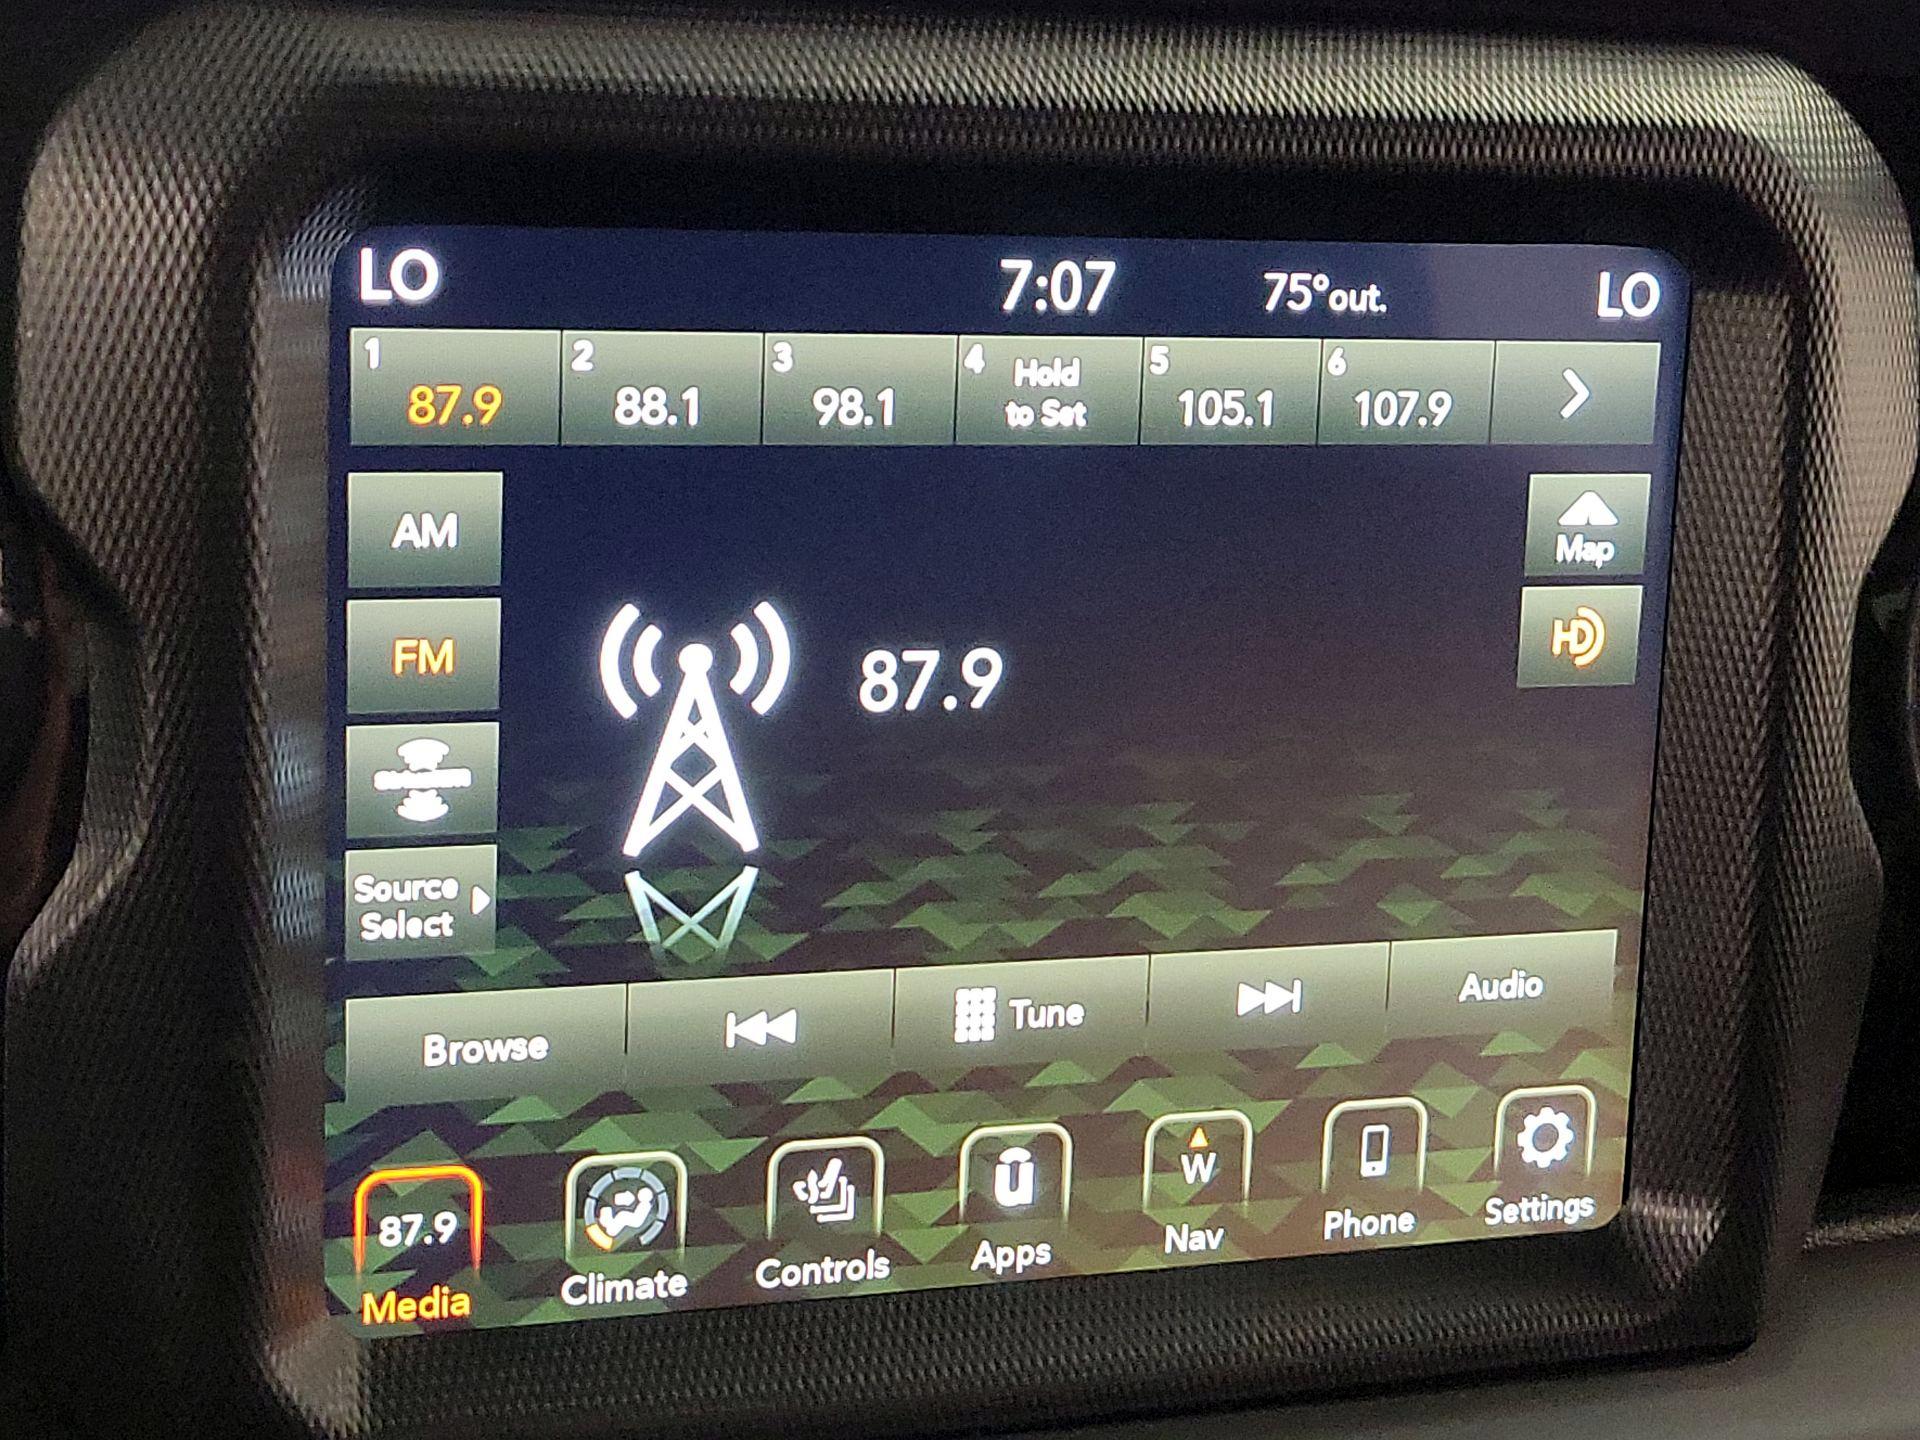 LO 7:07 75°out. LO
1 87.9
2 88.1
3 98.1
4 Hold
to Set
5 105.1
6 107.9
AM
FM
Source
Select
87.9
Map
HD
Browse
Tune
Audio
87.9
Media
Climate
Controls
u
Apps
W
Nav
Phone
Settings